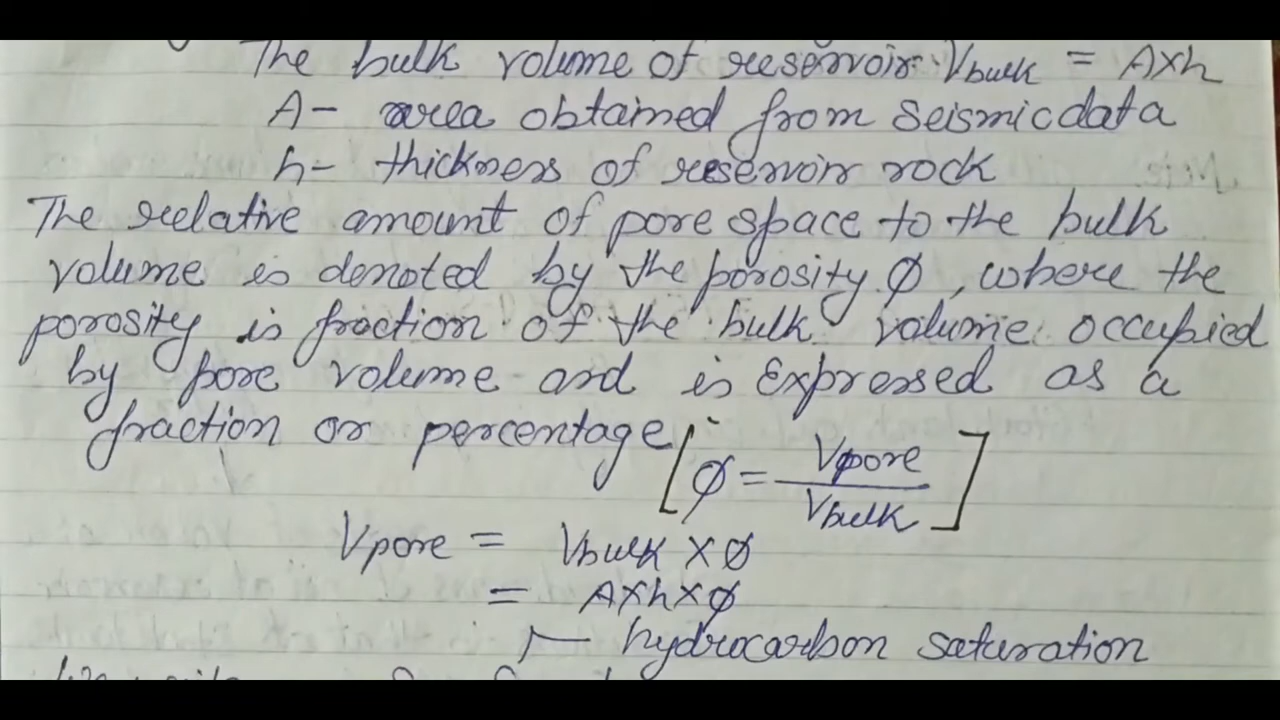 The bulk volume of reservoir. Vbulk = A×h
A- area obtained from seismic data
h- thickness of reservoir rock
The relative amount of pore space to the bulk
volume is denoted by the porosity Ø, where the
porosity is fraction of the bulk volume occupied
by pore volume and is Expressed as a
fraction or percentage.
[Ø = Vpore / Vbulk]
Vpore = Vbulk × Ø
= A×h×Ø
hydrocarbon saturation